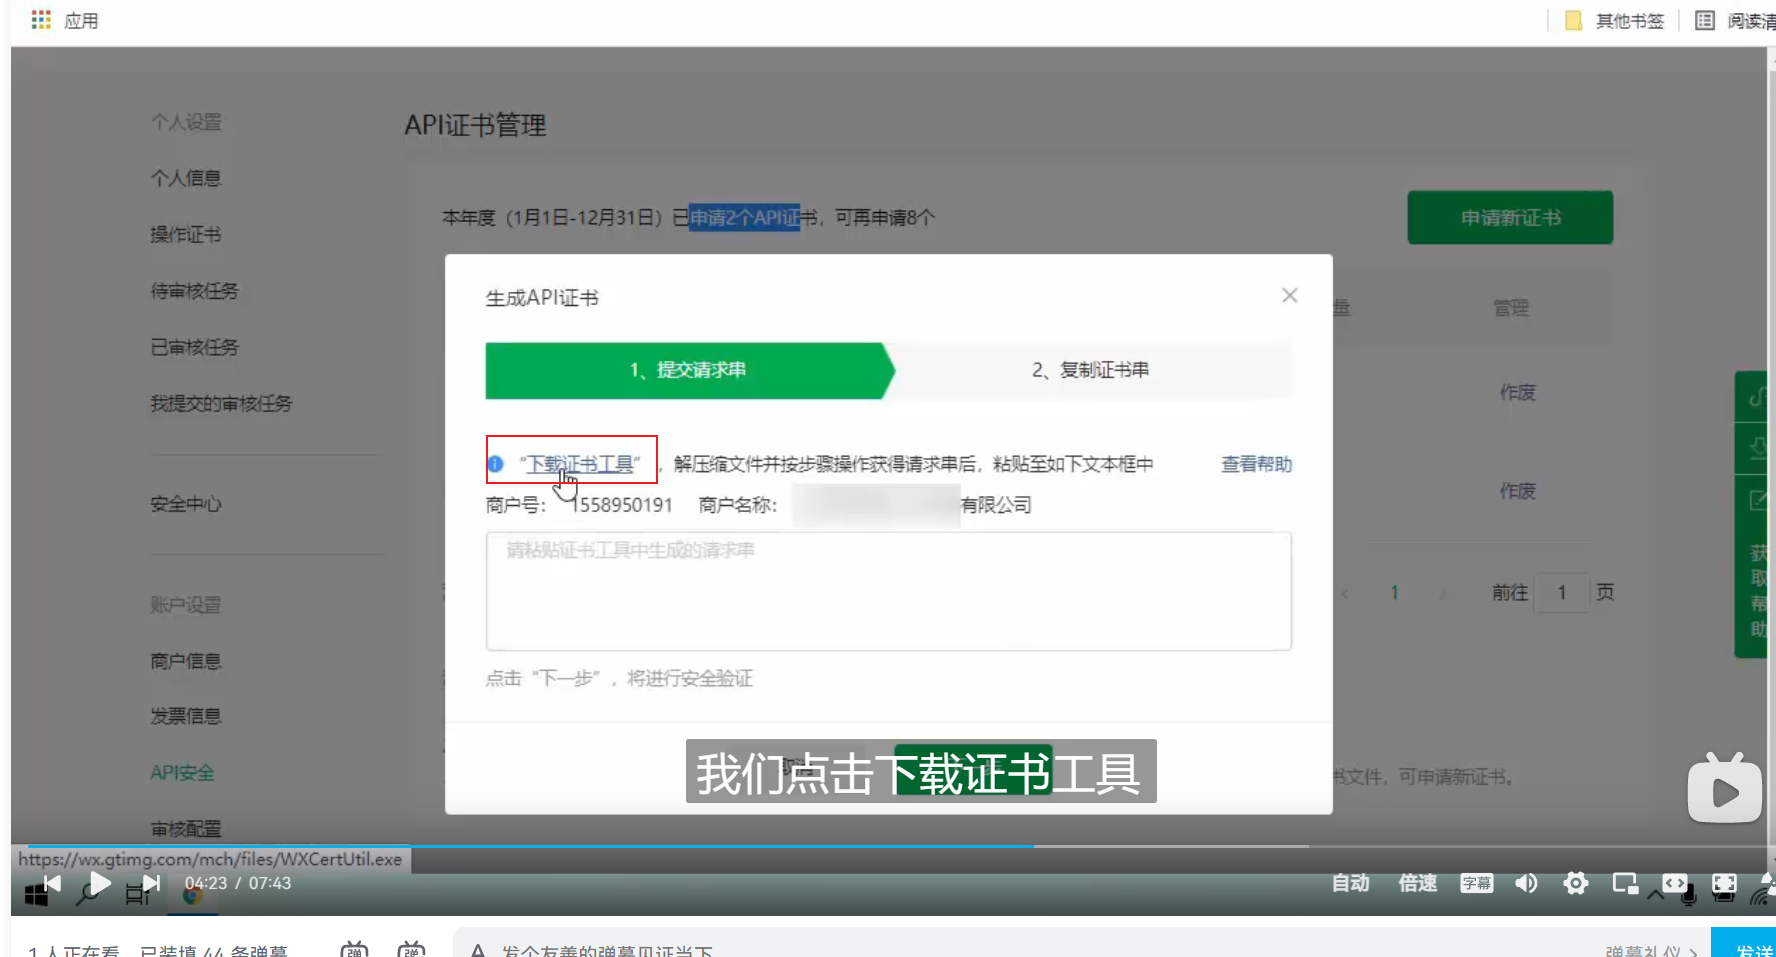 应用
其他书签
阅读清
个人设置
API证书管理
个人信息
本年度（1月1日-12月31日）已申请2个API证书，可再申请8个
申请新证书
操作证书
待审核任务
生成API证书
量
管理
已审核任务
1、提交请求串
2、复制证书串
作废
我提交的审核任务
“下载证书工具”，解压缩文件并按步骤操作获得请求串后，粘贴至如下文本框中
查看帮助
安全中心
商户号：
1558950191
商户名称：
有限公司
作废
请粘贴证书工具中生成的请求串
获取帮助
账户设置
1
前往
1
页
商户信息
点击“下一步”，将进行安全验证
发票信息
API安全
我们点击下载证书工具
书文件，可申请新证书。
审核配置
https://wx.gtimg.com/mch/files/WXCertUtil.exe
04:23 / 07:43
自动
倍速
字幕
1 人正在看，已装填 44 条弹幕
弹
弹
A
发个友善的弹幕见证当下
弹幕礼仪 >
发送